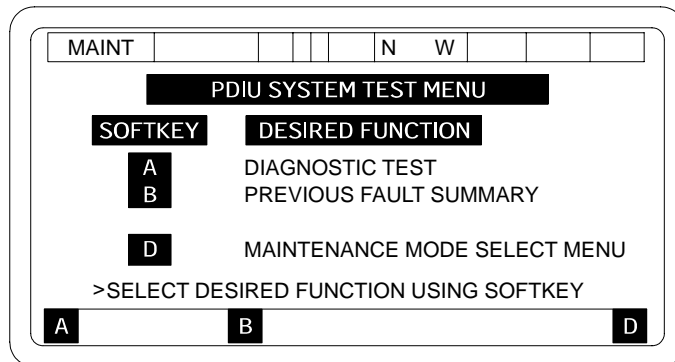 MAINT N W
PDIU SYSTEM TEST MENU
SOFTKEY DESIRED FUNCTION
A DIAGNOSTIC TEST
B PREVIOUS FAULT SUMMARY
D MAINTENANCE MODE SELECT MENU
>SELECT DESIRED FUNCTION USING SOFTKEY
A B D